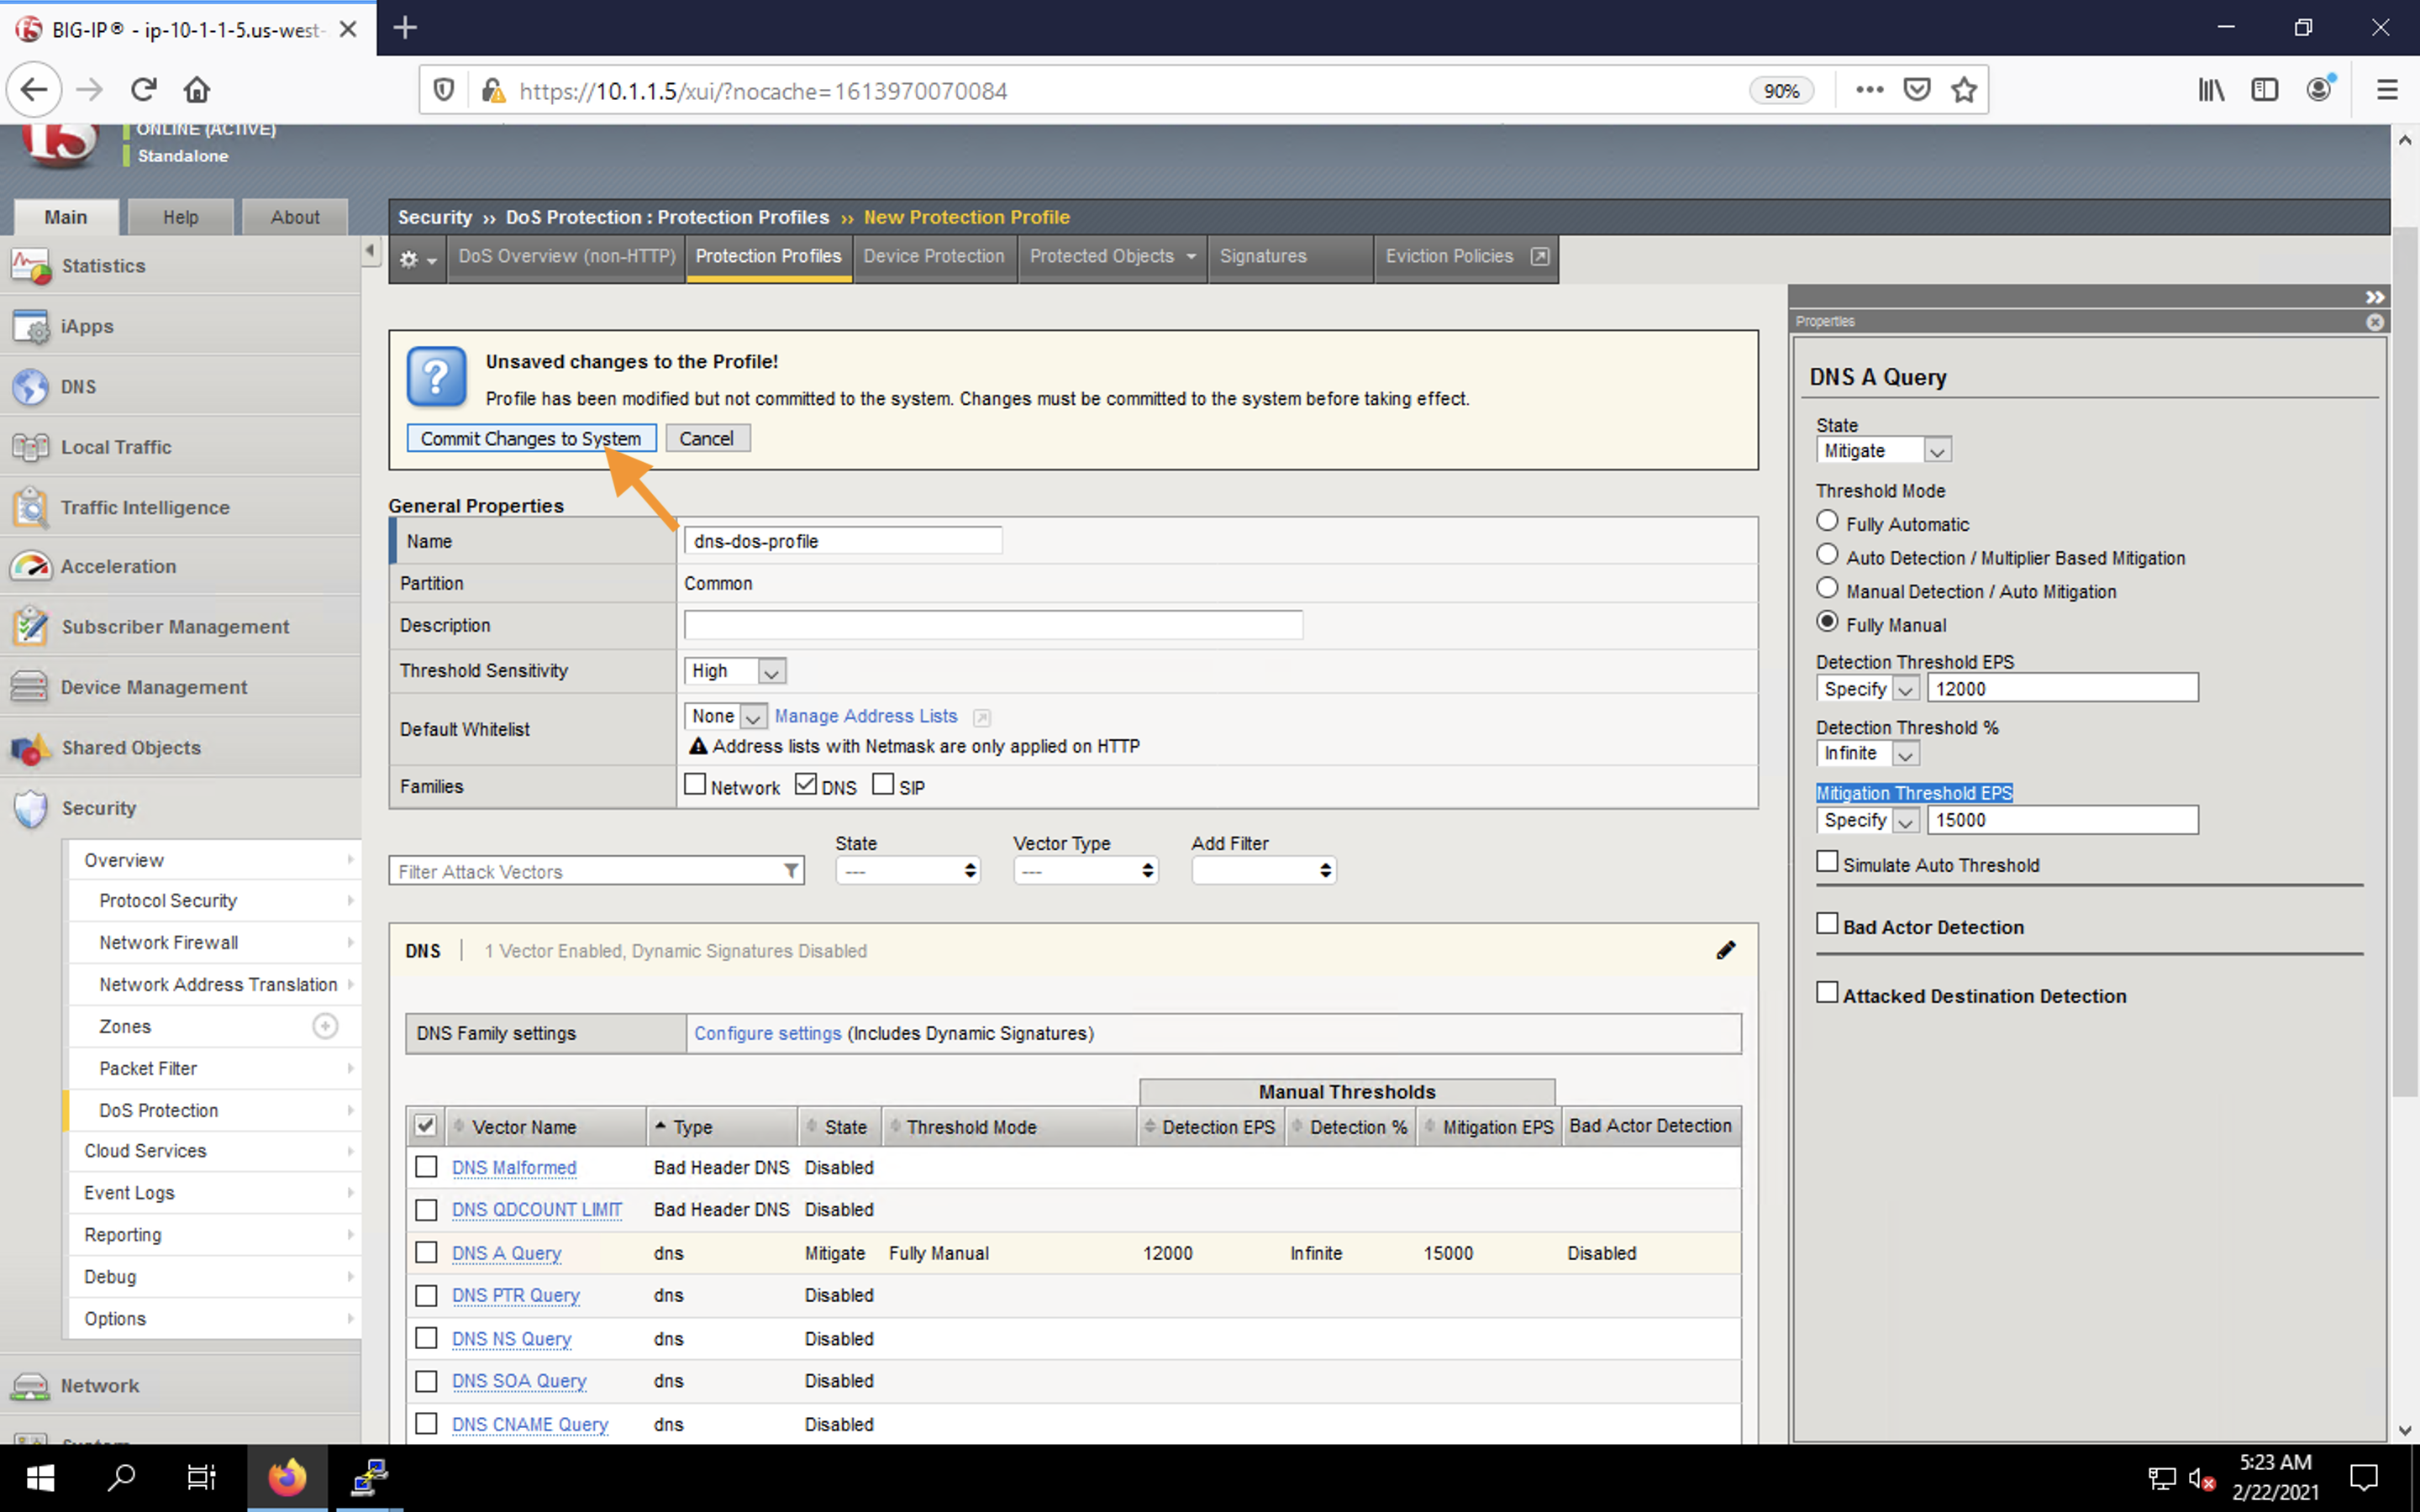 BIG-IP® - ip-10-1-1-5.us-west-
https://10.1.1.5/xui/?nocache=1613970070084
90%
f5
ONLINE (ACTIVE)
Standalone
Main
Help
About
Security ›› DoS Protection : Protection Profiles ›› New Protection Profile
DoS Overview (non-HTTP)
Protection Profiles
Device Protection
Protected Objects
Signatures
Eviction Policies
Statistics
iApps
DNS
Local Traffic
Traffic Intelligence
Acceleration
Subscriber Management
Device Management
Shared Objects
Security
Overview
Protocol Security
Network Firewall
Network Address Translation
Zones
Packet Filter
DoS Protection
Cloud Services
Event Logs
Reporting
Debug
Options
Network
Unsaved changes to the Profile!
Profile has been modified but not committed to the system. Changes must be committed to the system before taking effect.
Commit Changes to System
Cancel
General Properties
Name
dns-dos-profile
Partition
Common
Description
Threshold Sensitivity
High
Default Whitelist
None
Manage Address Lists
Address lists with Netmask are only applied on HTTP
Families
Network
DNS
SIP
Filter Attack Vectors
State
---
Vector Type
---
Add Filter
DNS
1 Vector Enabled, Dynamic Signatures Disabled
DNS Family settings
Configure settings (Includes Dynamic Signatures)
Manual Thresholds
Vector Name
Type
State
Threshold Mode
Detection EPS
Detection %
Mitigation EPS
Bad Actor Detection
DNS Malformed Bad Header DNS Disabled
DNS QDCOUNT LIMIT Bad Header DNS Disabled
DNS A Query dns Mitigate Fully Manual 12000 Infinite 15000 Disabled
DNS PTR Query dns Disabled
DNS NS Query dns Disabled
DNS SOA Query dns Disabled
DNS CNAME Query dns Disabled
Properties
DNS A Query
State
Mitigate
Threshold Mode
Fully Automatic
Auto Detection / Multiplier Based Mitigation
Manual Detection / Auto Mitigation
Fully Manual
Detection Threshold EPS
Specify
12000
Detection Threshold %
Infinite
Mitigation Threshold EPS
Specify
15000
Simulate Auto Threshold
Bad Actor Detection
Attacked Destination Detection
5:23 AM
2/22/2021